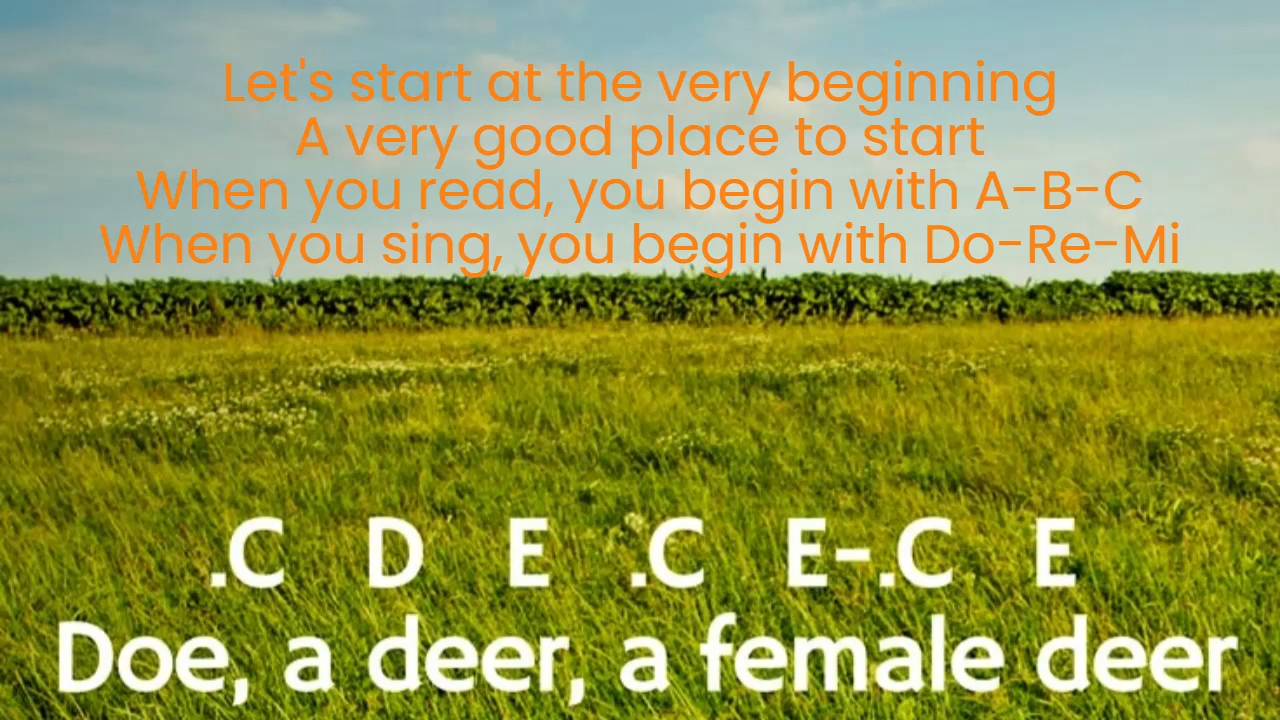 Let's start at the very beginning
A very good place to start
When you read, you begin with A-B-C
When you sing, you begin with Do-Re-Mi
.C D E .C E-.C E
Doe, a deer, a female deer